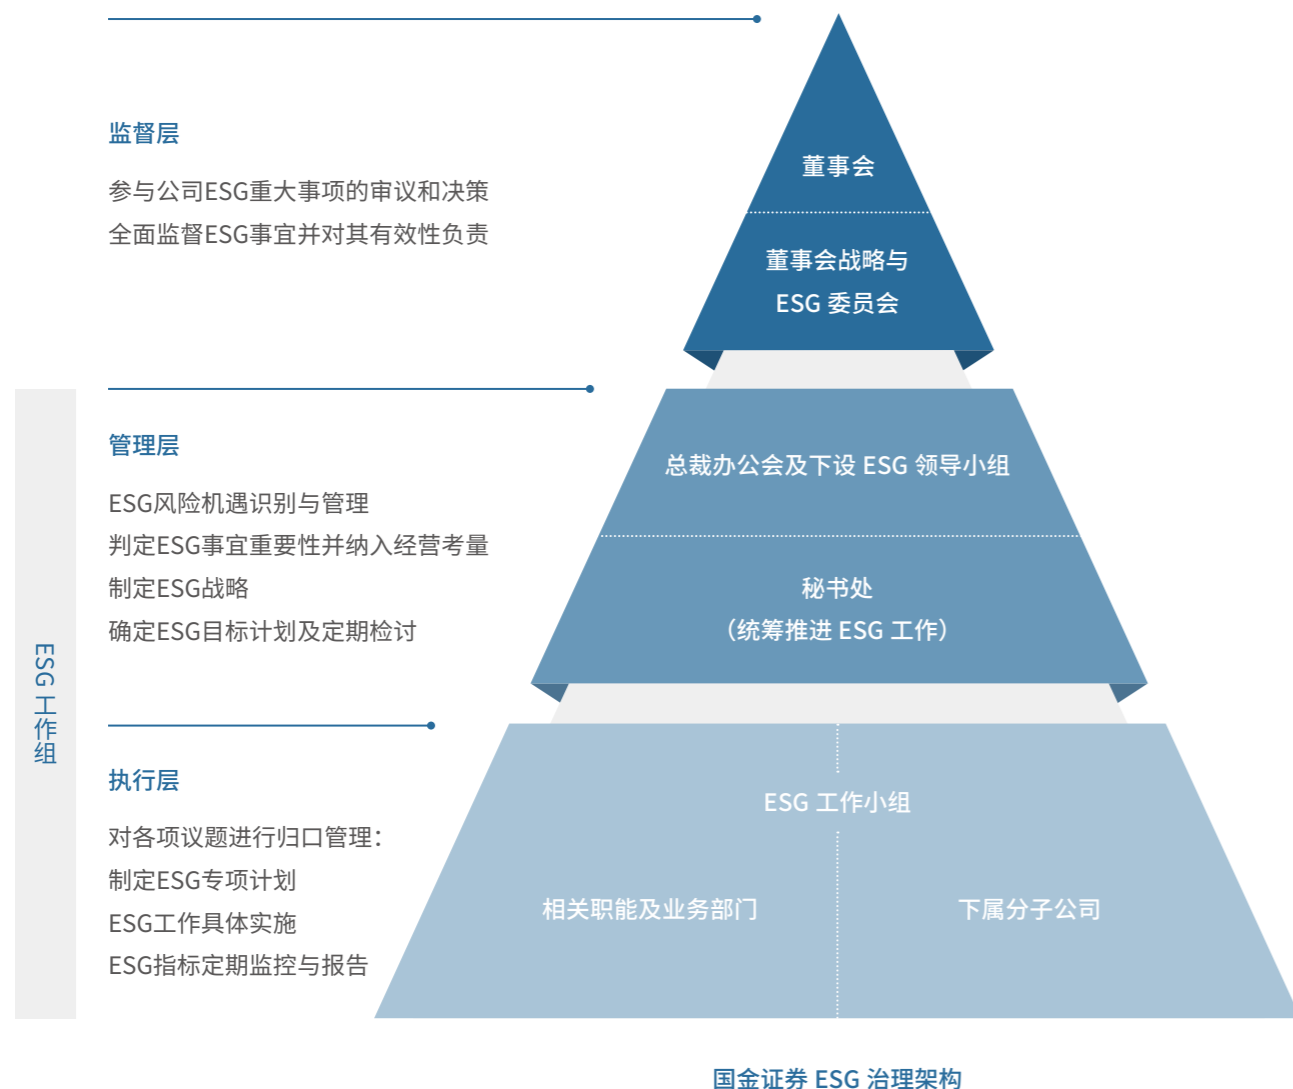 监督层
参与公司ESG重大事项的审议和决策
全面监督ESG事宜并对其有效性负责
董事会
董事会战略与
ESG 委员会
ESG 工作组
管理层
ESG风险机遇识别与管理
判定ESG事宜重要性并纳入经营考量
制定ESG战略
确定ESG目标计划及定期检讨
总裁办公会及下设 ESG 领导小组
秘书处
（统筹推进 ESG 工作）
执行层
对各项议题进行归口管理：
制定ESG专项计划
ESG工作具体实施
ESG指标定期监控与报告
ESG 工作小组
相关职能及业务部门
下属分子公司
国金证券 ESG 治理架构